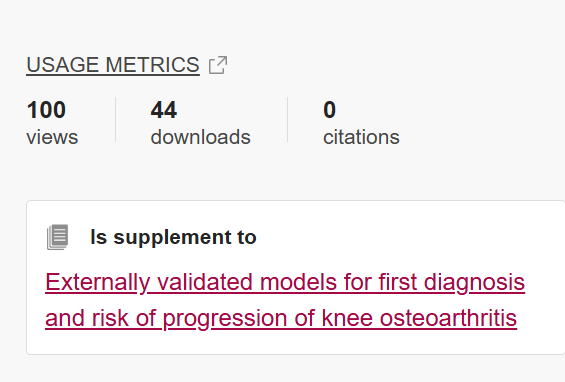 USAGE METRICS
100 44 0
views downloads citations
Is supplement to
Externally validated models for first diagnosis
and risk of progression of knee osteoarthritis